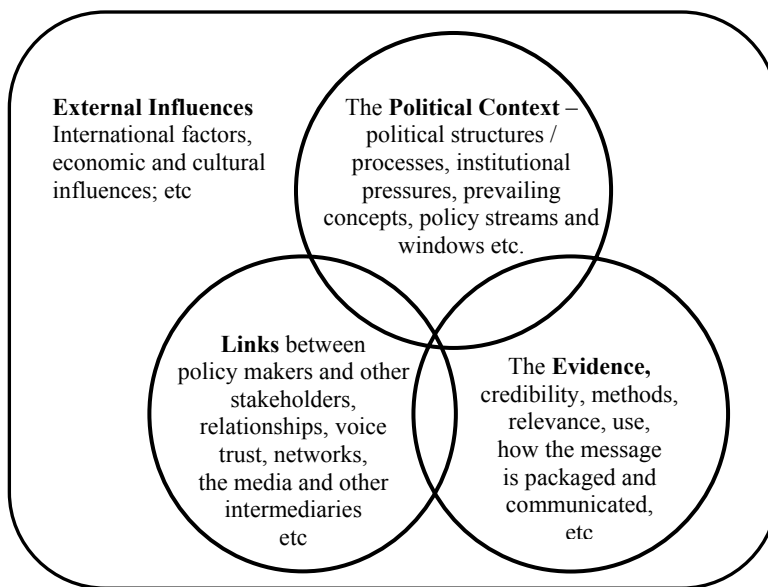 External Influences
International factors,
economic and cultural
influences; etc
The Political Context –
political structures /
processes, institutional
pressures, prevailing
concepts, policy streams and
windows etc.
Links between
policy makers and other
stakeholders,
relationships, voice
trust, networks,
the media and other
intermediaries
etc
The Evidence,
credibility, methods,
relevance, use,
how the message
is packaged and
communicated,
etc